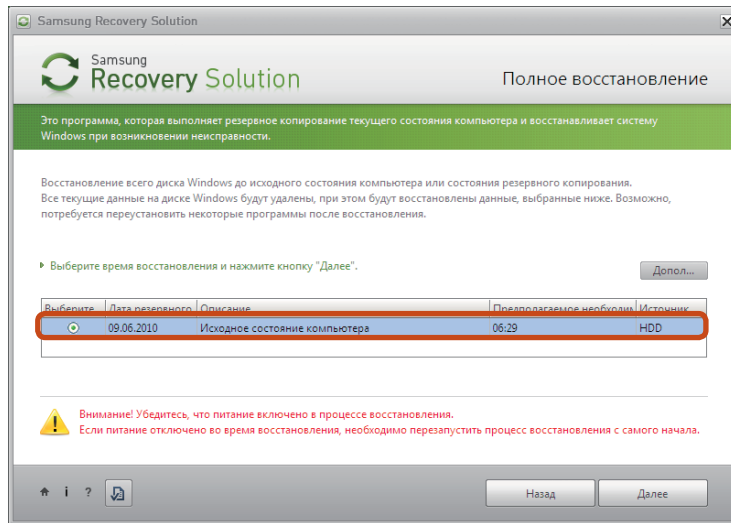 Samsung Recovery Solution
Samsung
Recovery Solution
Полное восстановление
Это программа, которая выполняет резервное копирование текущего состояния компьютера и восстанавливает систему
Windows при возникновении неисправности.
Восстановление всего диска Windows до исходного состояния компьютера или состояния резервного копирования.
Все текущие данные на диске Windows будут удалены, при этом будут восстановлены данные, выбранные ниже. Возможно,
потребуется переустановить некоторые программы после восстановления.
Выберите время восстановления и нажмите кнопку "Далее".
Допол...
Выберите Дата резервного Описание Предполагаемое необходим Источник
09.06.2010 Исходное состояние компьютера 06:29 HDD
Внимание! Убедитесь, что питание включено в процессе восстановления.
Если питание отключено во время восстановления, необходимо перезапустить процесс восстановления с самого начала.
i ? Назад Далее